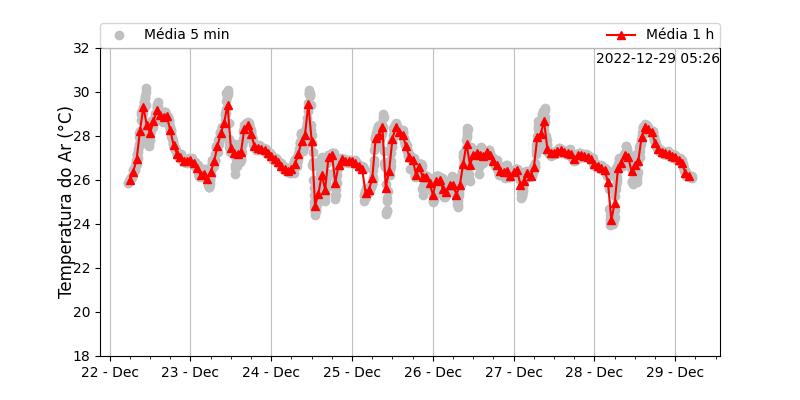 Média 5 min
Média 1 h
2022-12-29 05:26
Temperatura do Ar (°C)
32
30
28
26
24
22
20
18
22 - Dec
23 - Dec
24 - Dec
25 - Dec
26 - Dec
27 - Dec
28 - Dec
29 - Dec